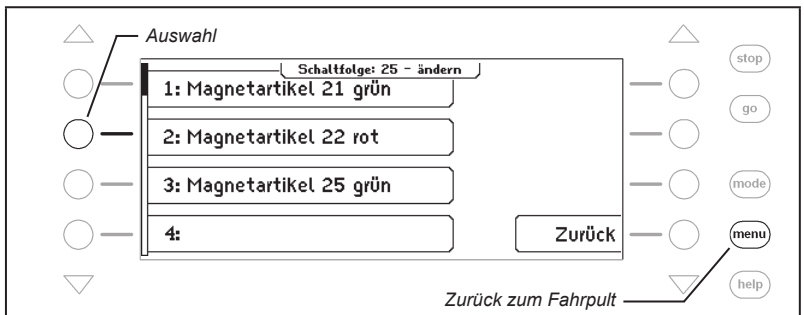 Auswahl
Schaltfolge: 25 - ändern
1: Magnetartikel 21 grün
2: Magnetartikel 22 rot
3: Magnetartikel 25 grün
4:
Zurück
stop
go
mode
menu
help
Zurück zum Fahrpult